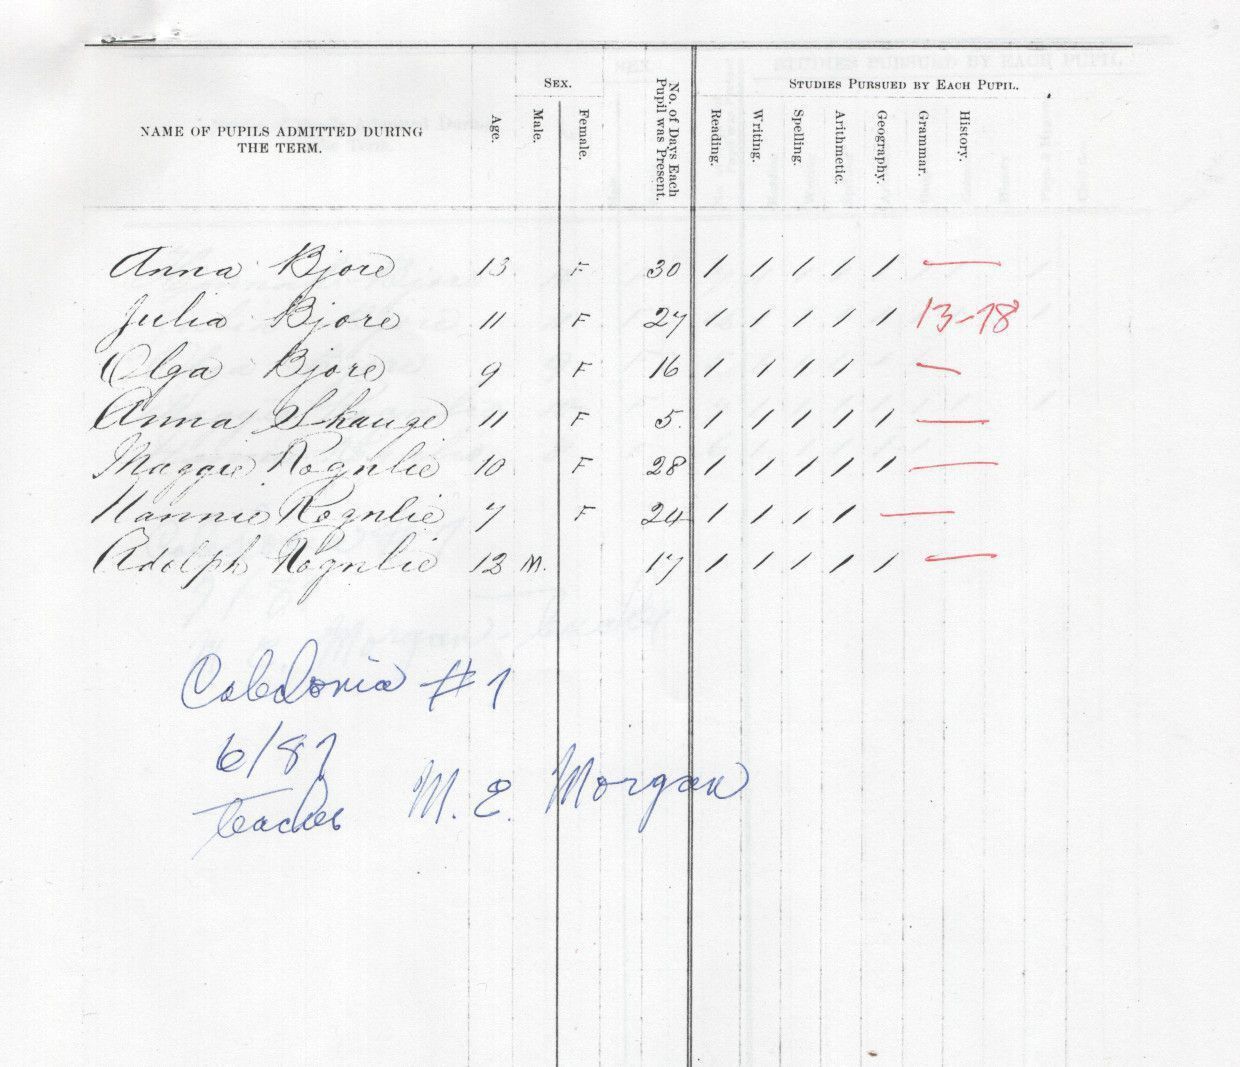 SEX.
STUDIES PURSUED BY EACH PUPIL.
NAME OF PUPILS ADMITTED DURING THE TERM.
Age.
Male.
Female.
No. of Days Each Pupil was Present.
Reading.
Writing.
Spelling.
Arithmetic.
Geography.
Grammar.
History.
Anna Bjore 13 F 30 / / / / / —
Julia Bjore 11 F 27 / / / / / 13-18
Olga Bjore 9 F 16 / / / / —
Anna Skauge 11 F 5. / / / / / —
Maggie Rognlie 10 F 28 / / / / / —
Hannie Rognlie 7 F 24 / / / / —
Adolph Rognlie 12 M. 17 / / / / / —
Caledonia #1
6/87
teacher M. E. Morgan